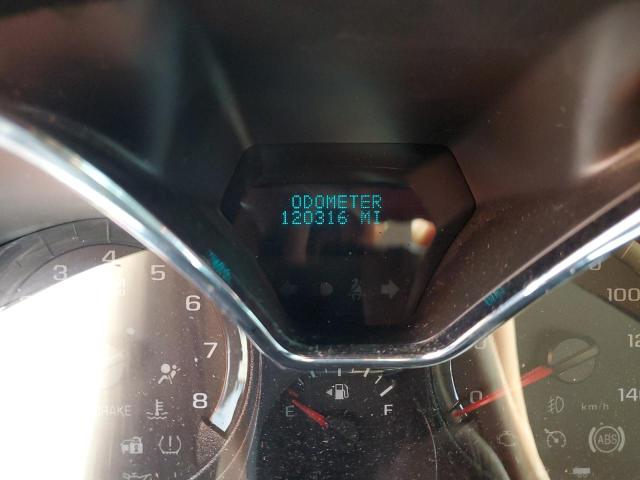 ODOMETER
120316 MI
3 4 5
6
7
8
BRAKE
E F
0
100
120
140
km/h
ABS